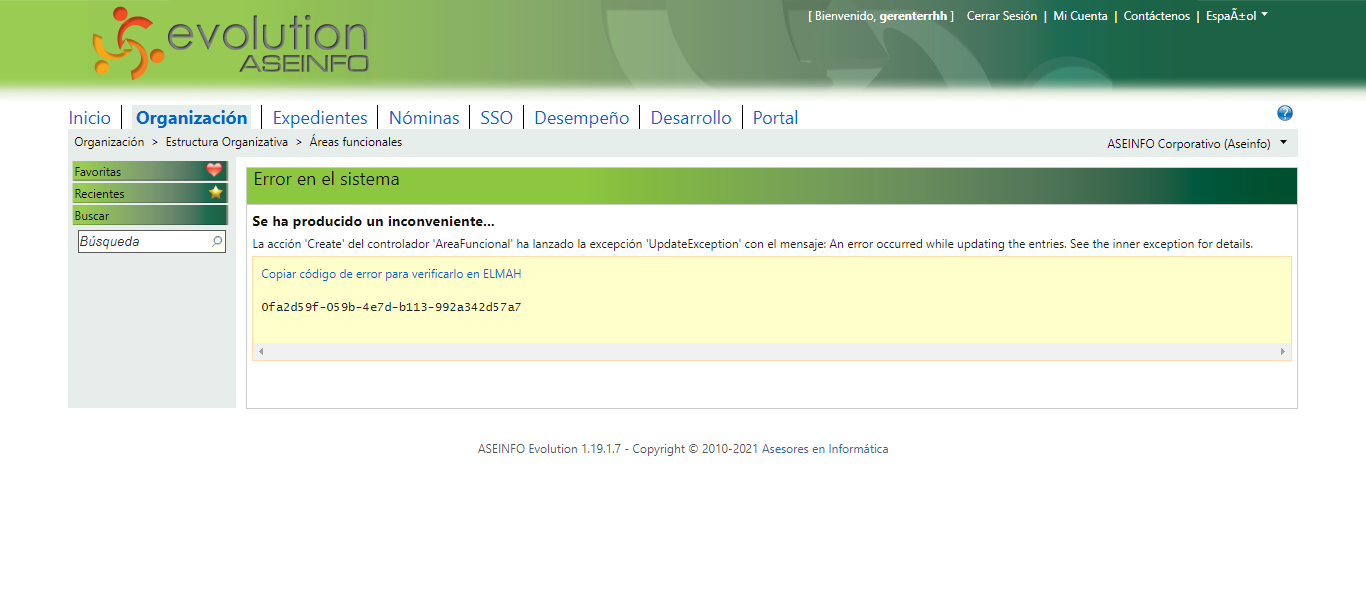 evolution
ASEINFO
[ Bienvenido, gerenterrhh ] Cerrar Sesión | Mi Cuenta | Contáctenos | EspaÃ±ol
Inicio | Organización | Expedientes | Nóminas | SSO | Desempeño | Desarrollo | Portal
Organización > Estructura Organizativa > Áreas funcionales
ASEINFO Corporativo (Aseinfo)
Favoritas
Recientes
Buscar
Búsqueda
Error en el sistema
Se ha producido un inconveniente...
La acción 'Create' del controlador 'AreaFuncional' ha lanzado la excepción 'UpdateException' con el mensaje: An error occurred while updating the entries. See the inner exception for details.
Copiar código de error para verificarlo en ELMAH
0fa2d59f-059b-4e7d-b113-992a342d57a7
ASEINFO Evolution 1.19.1.7 - Copyright © 2010-2021 Asesores en Informática